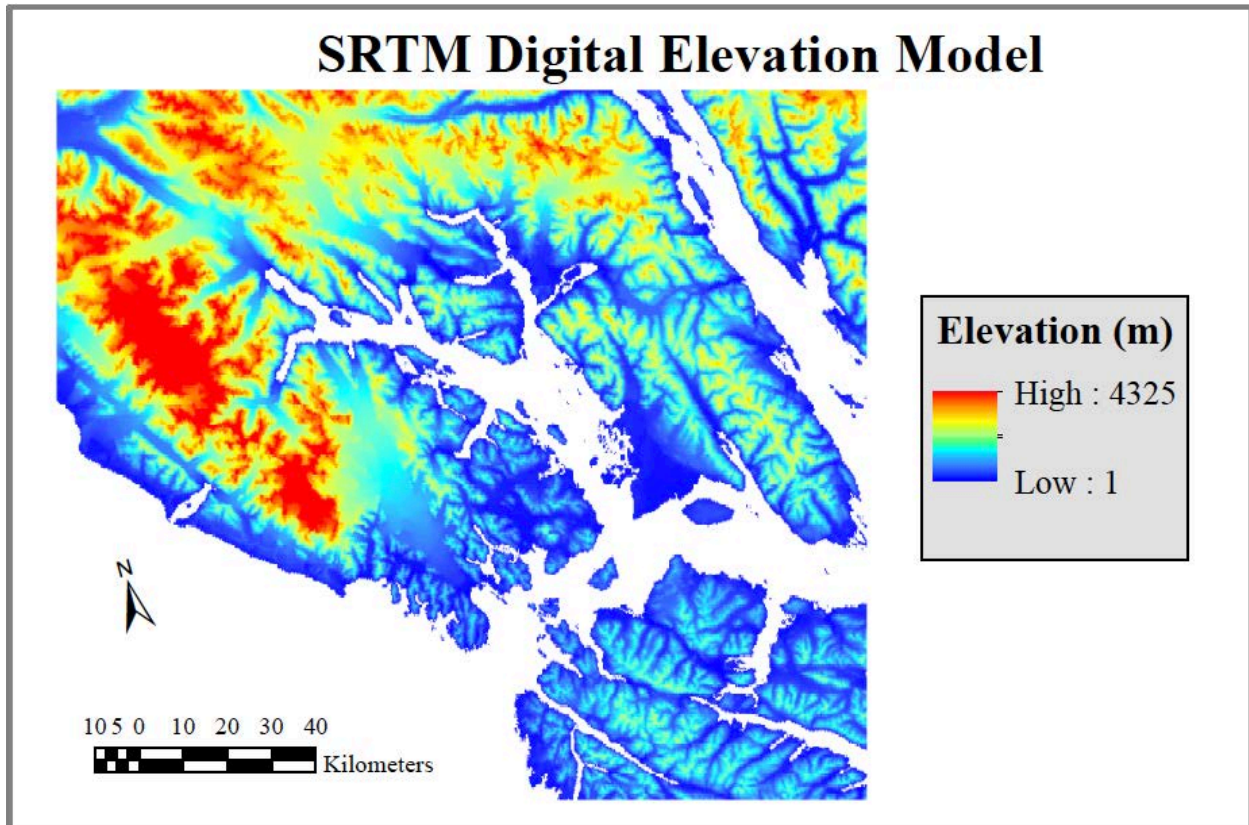 SRTM Digital Elevation Model
Elevation (m)
High : 4325
Low : 1
N
10 5 0 10 20 30 40
Kilometers